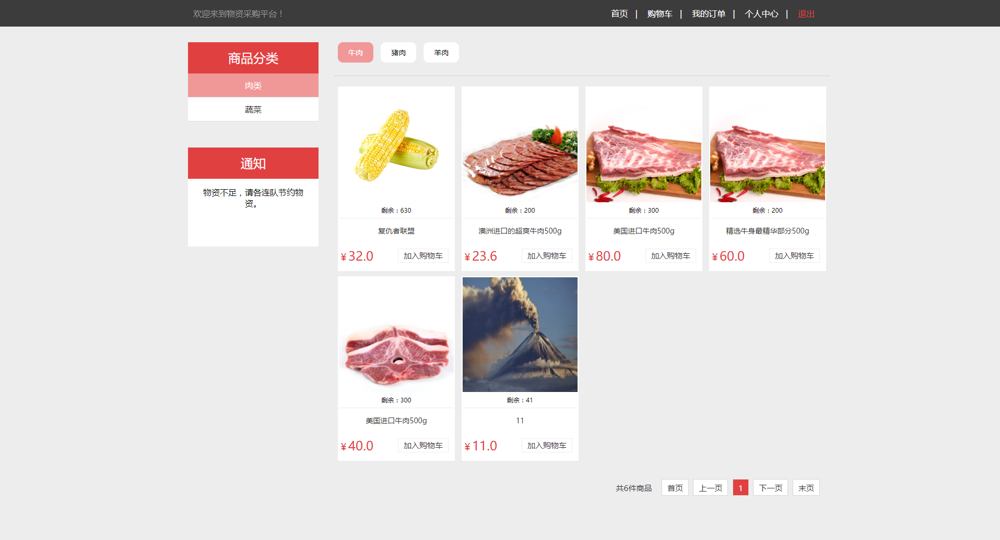 欢迎来到物资采购平台！
首页 | 购物车 | 我的订单 | 个人中心 | 退出
商品分类
肉类
蔬菜
通知
物资不足，请各连队节约物
资。
牛肉 猪肉 羊肉
剩余：630
复仇者联盟
¥32.0 加入购物车
剩余：200
澳洲进口的超爽牛肉500g
¥23.6 加入购物车
剩余：300
美国进口牛肉500g
¥80.0 加入购物车
剩余：200
精选牛身最精华部分500g
¥60.0 加入购物车
剩余：300
美国进口牛肉500g
¥40.0 加入购物车
剩余：41
11
¥11.0 加入购物车
共6件商品 首页 上一页 1 下一页 末页